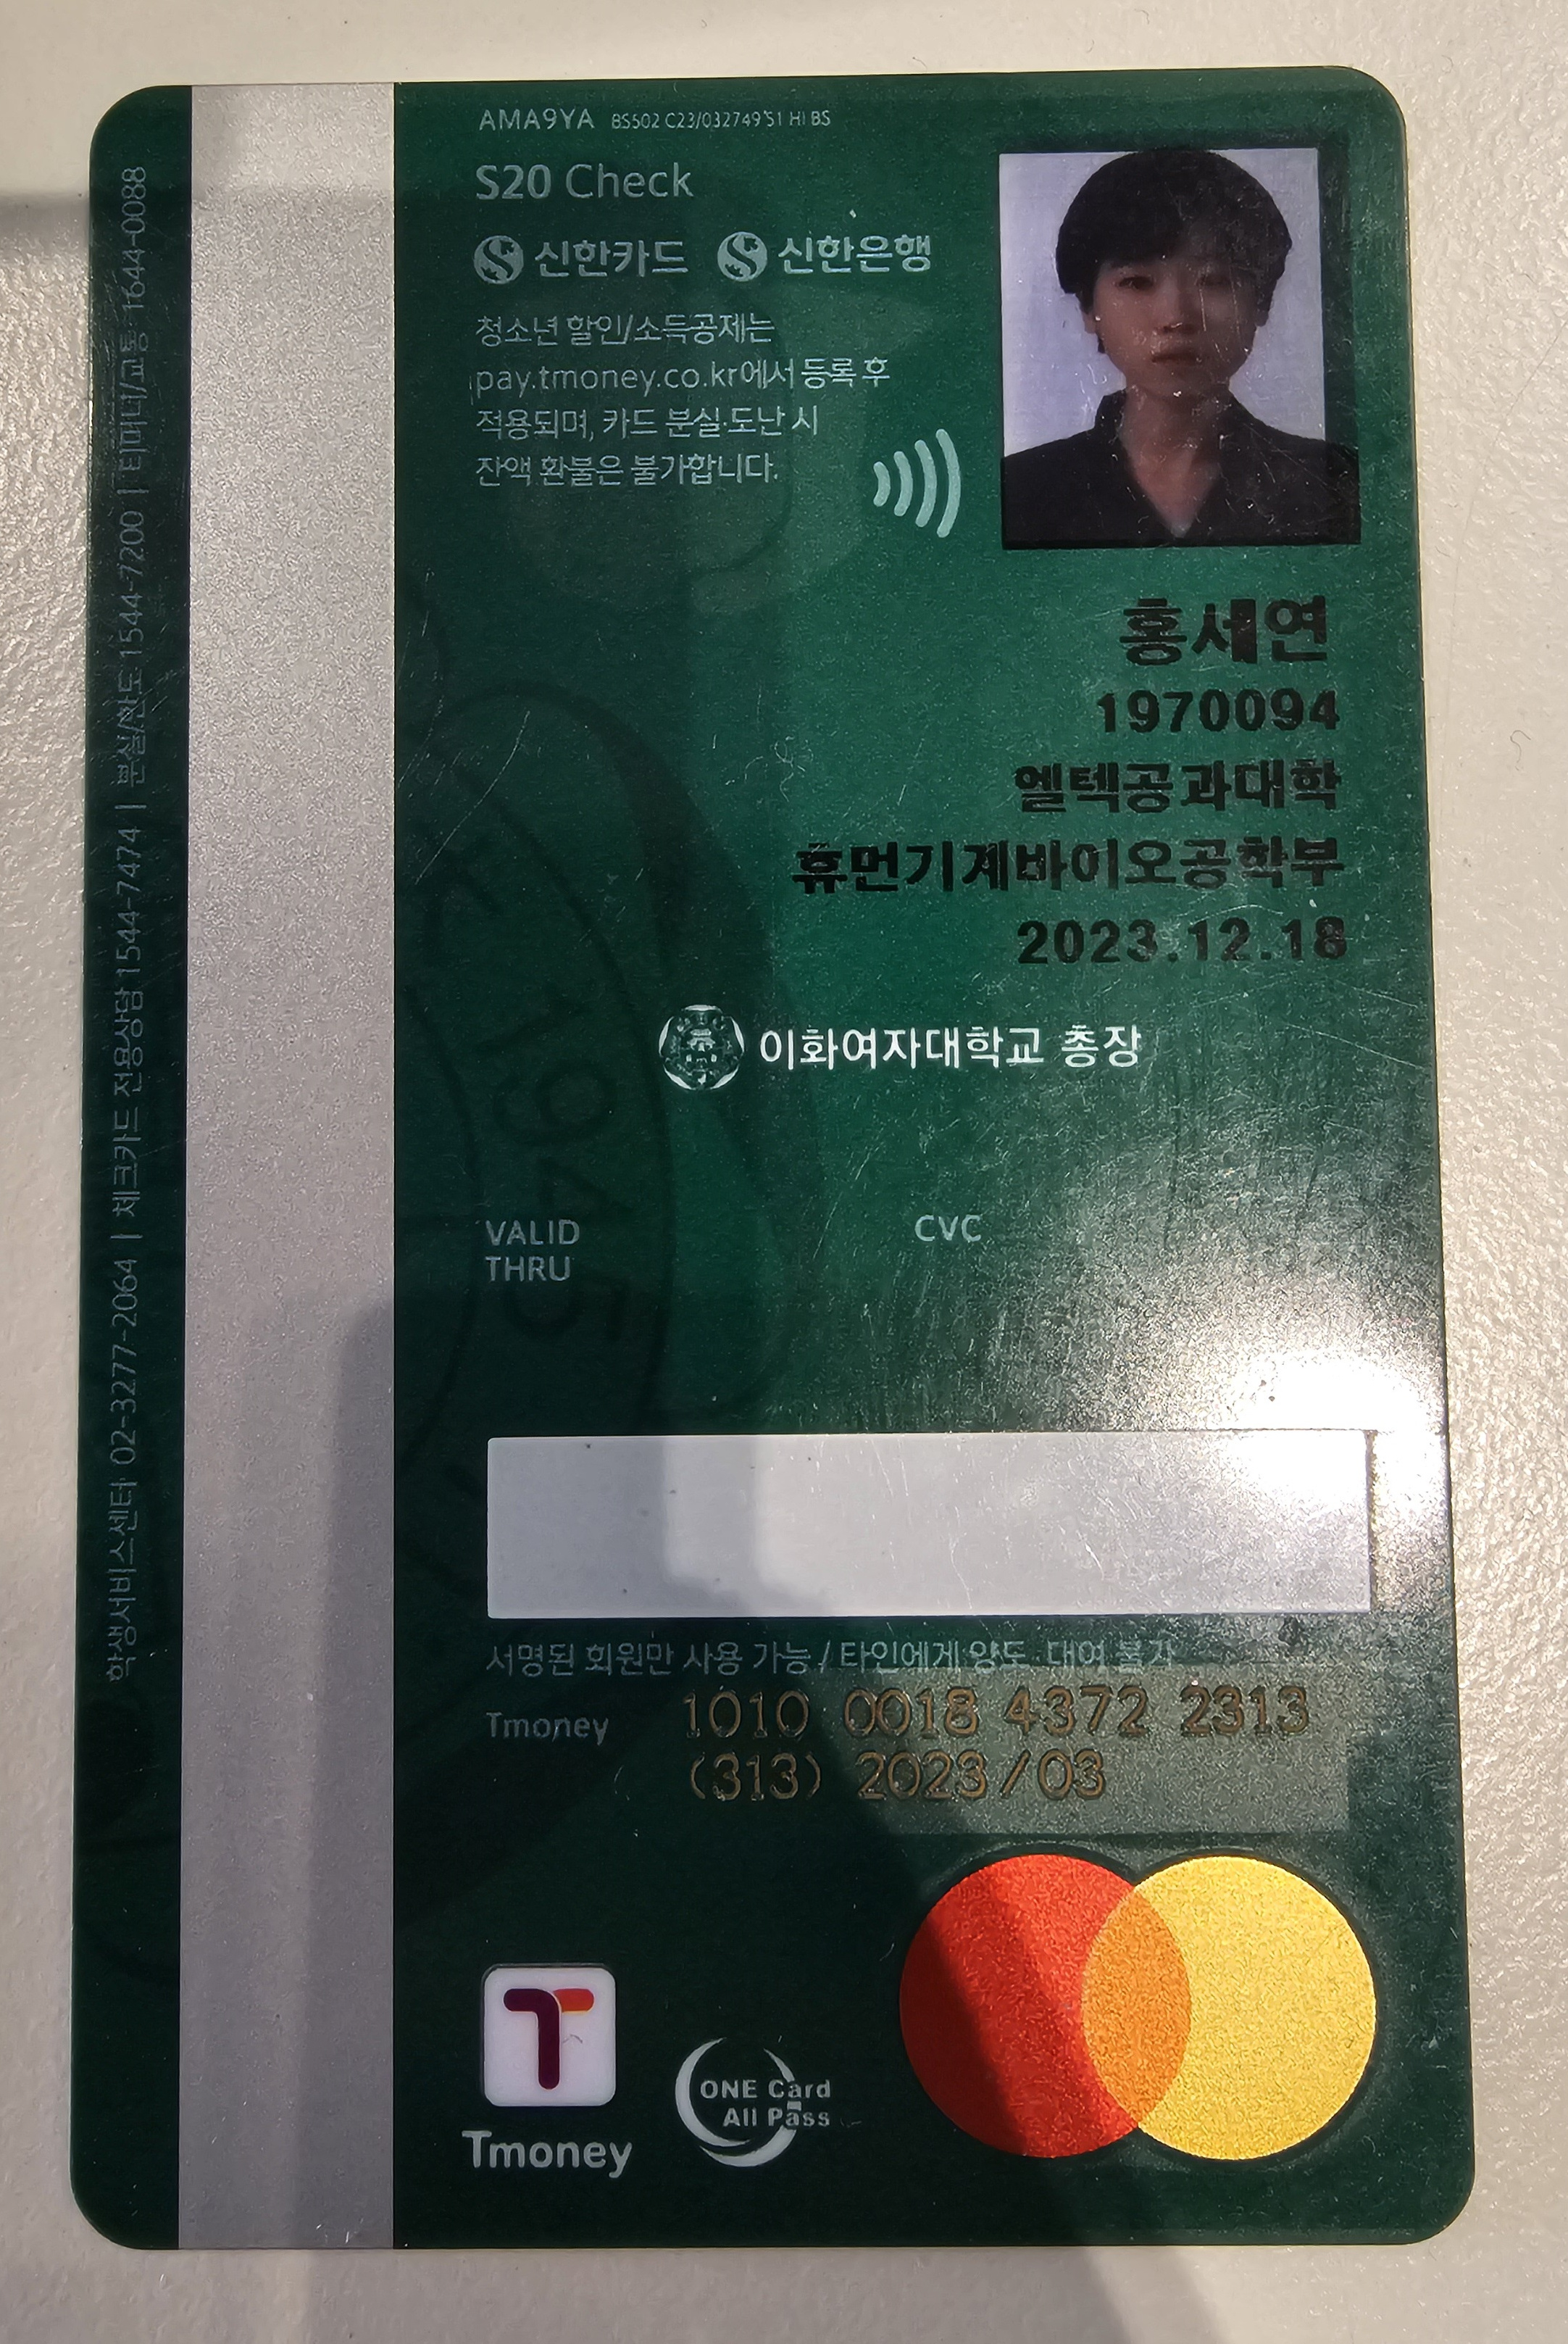 AMA9YA BS502 C23/032749'S1 HI BS
S20 Check
신한카드 신한은행
청소년 할인/소득공제는
pay.tmoney.co.kr에서 등록 후
적용되며, 카드 분실·도난 시
잔액 환불은 불가합니다.
홍세연
1970094
엘텍공과대학
휴먼기계바이오공학부
2023.12.18
이화여자대학교 총장
VALID
THRU
CVC
서명된 회원만 사용 가능 / 타인에게 양도·대여 불가
Tmoney 1010 0018 4372 2313
(313) 2023/03
Tmoney
ONE Card
All Pass
학생서비스센터 02-3277-2064 | 체크카드 전용상담 1544-7474 | 분실/한도 1544-7200 | 티머니/교통 1644-0088
1945